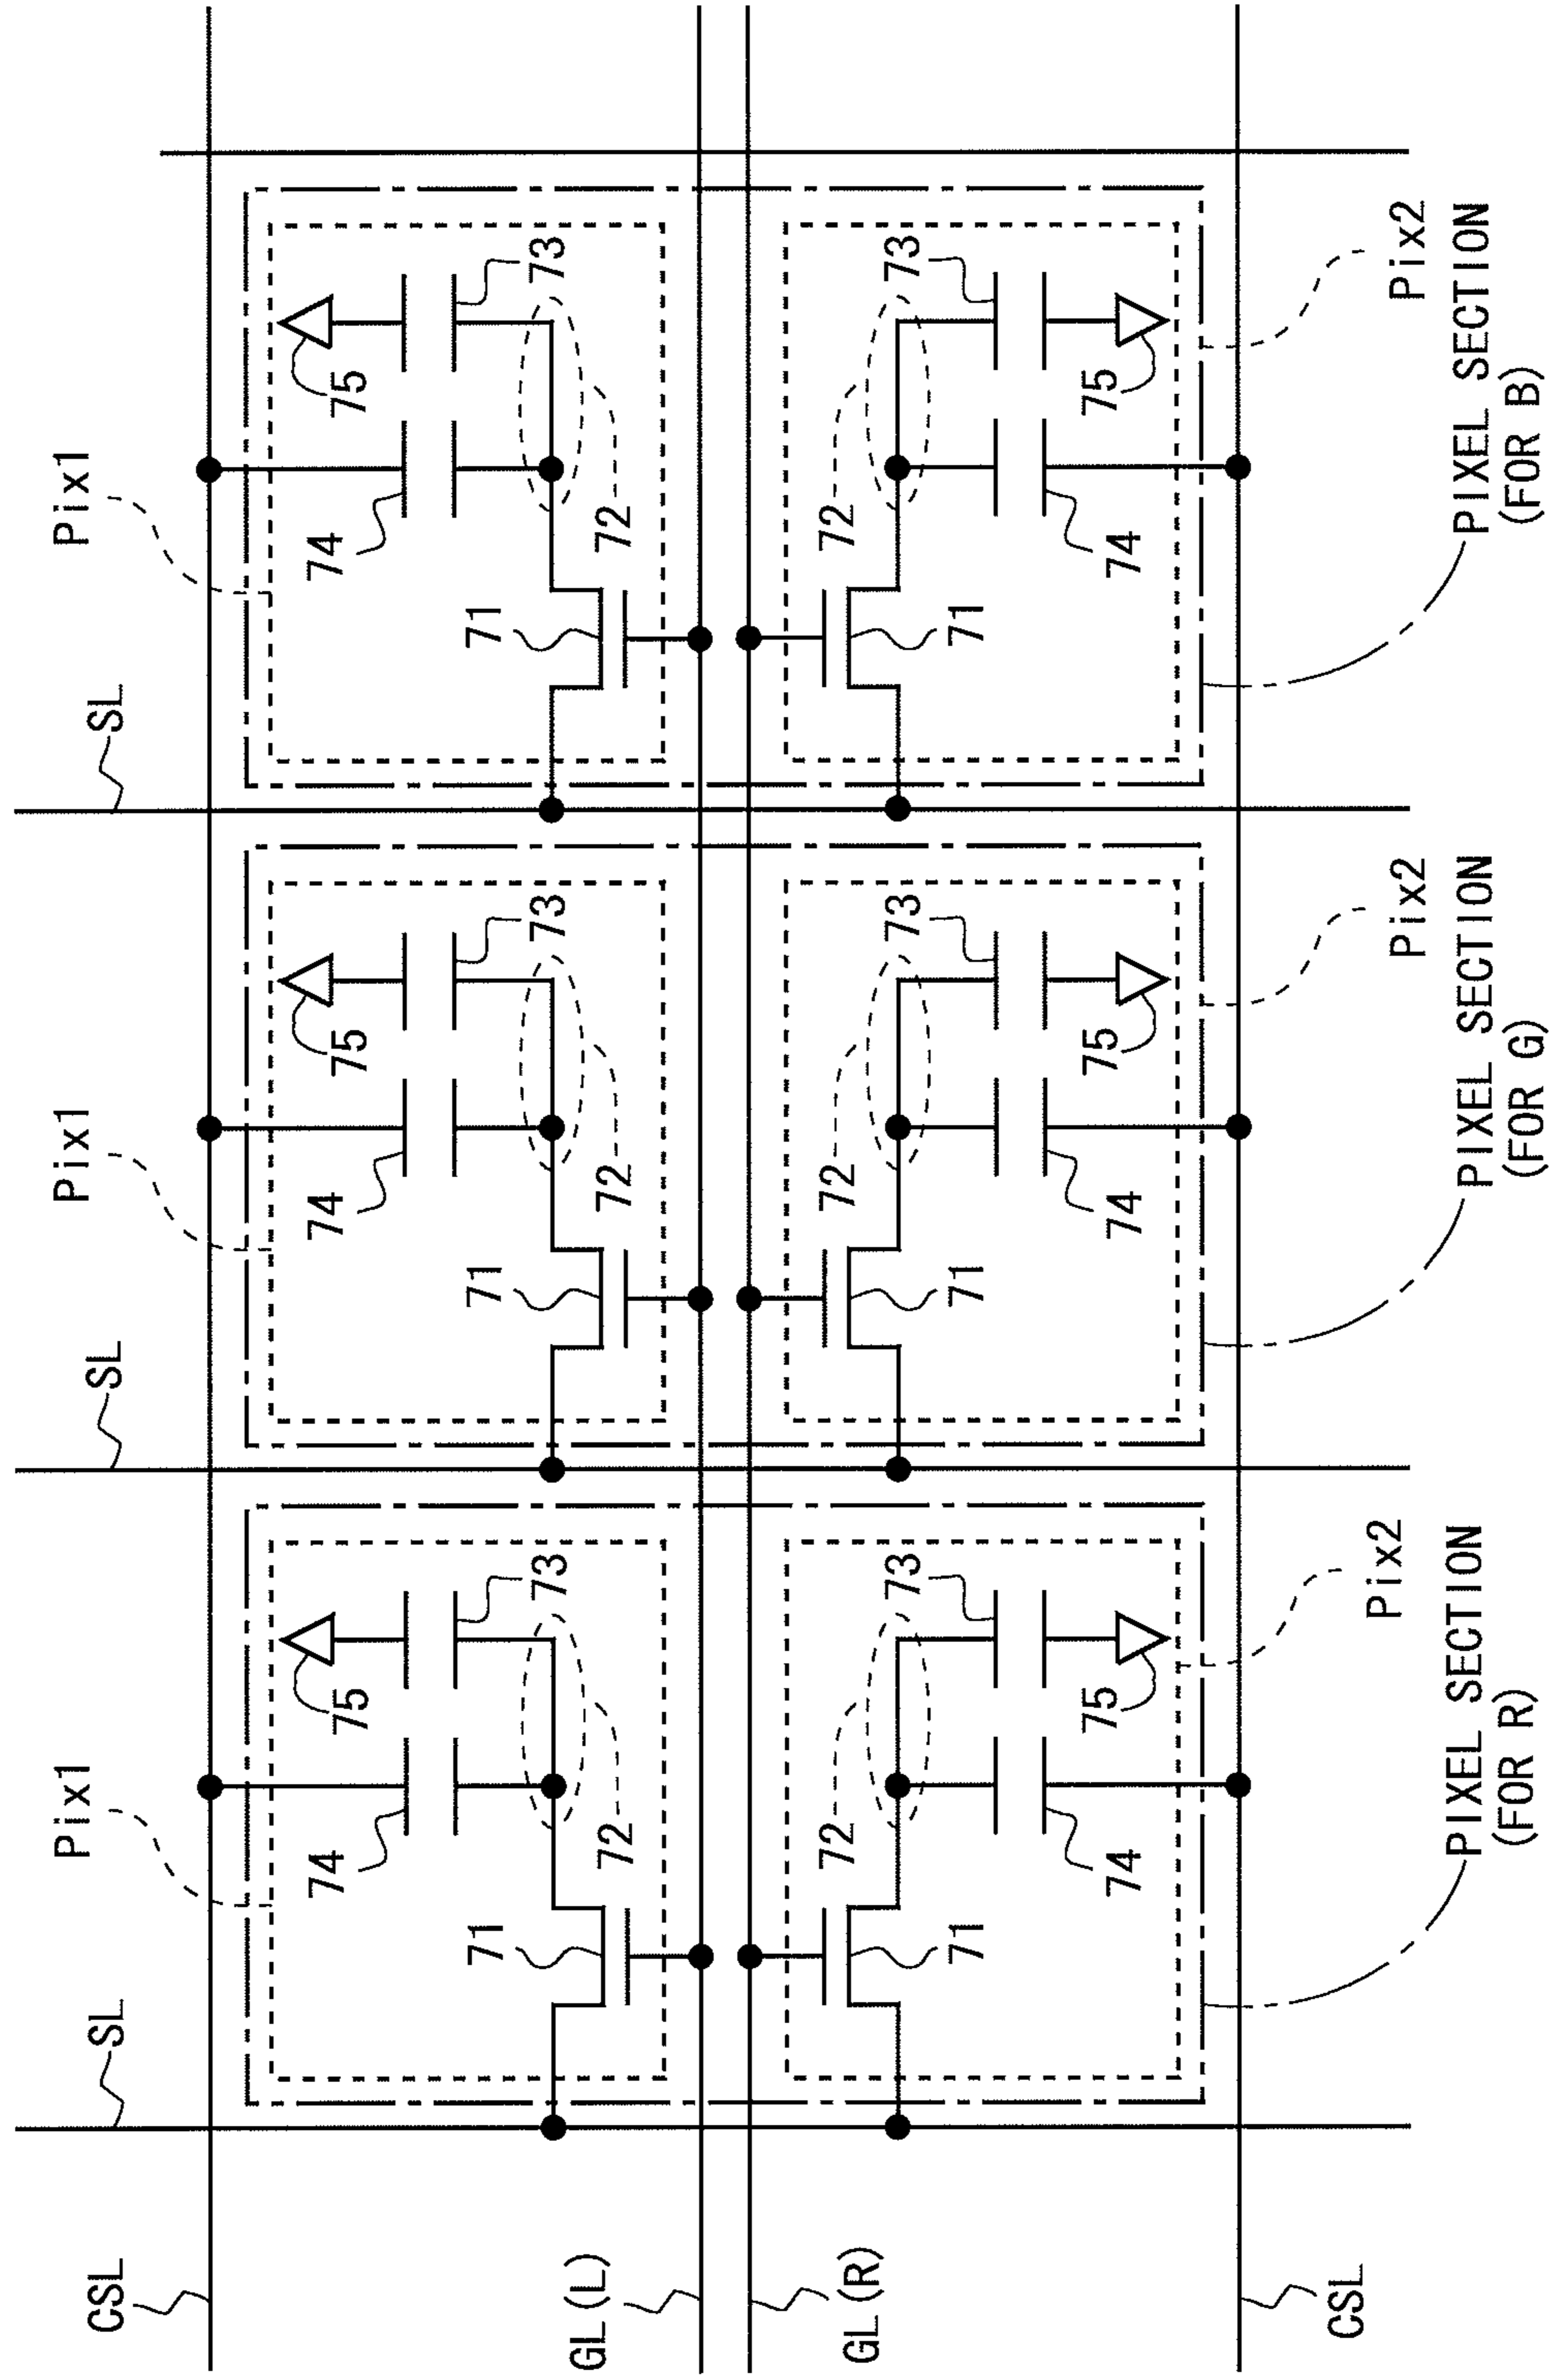 Pix1
Pix1
Pix1
CSL
SL
SL
SL
74
75
74
75
74
75
71
73
71
73
71
73
GL(L)
72
72
72
GL(R)
72
72
72
71
73
71
73
71
73
74
75
74
75
74
75
CSL
Pix2
Pix2
Pix2
PIXEL SECTION
(FOR R)
PIXEL SECTION
(FOR G)
PIXEL SECTION
(FOR B)